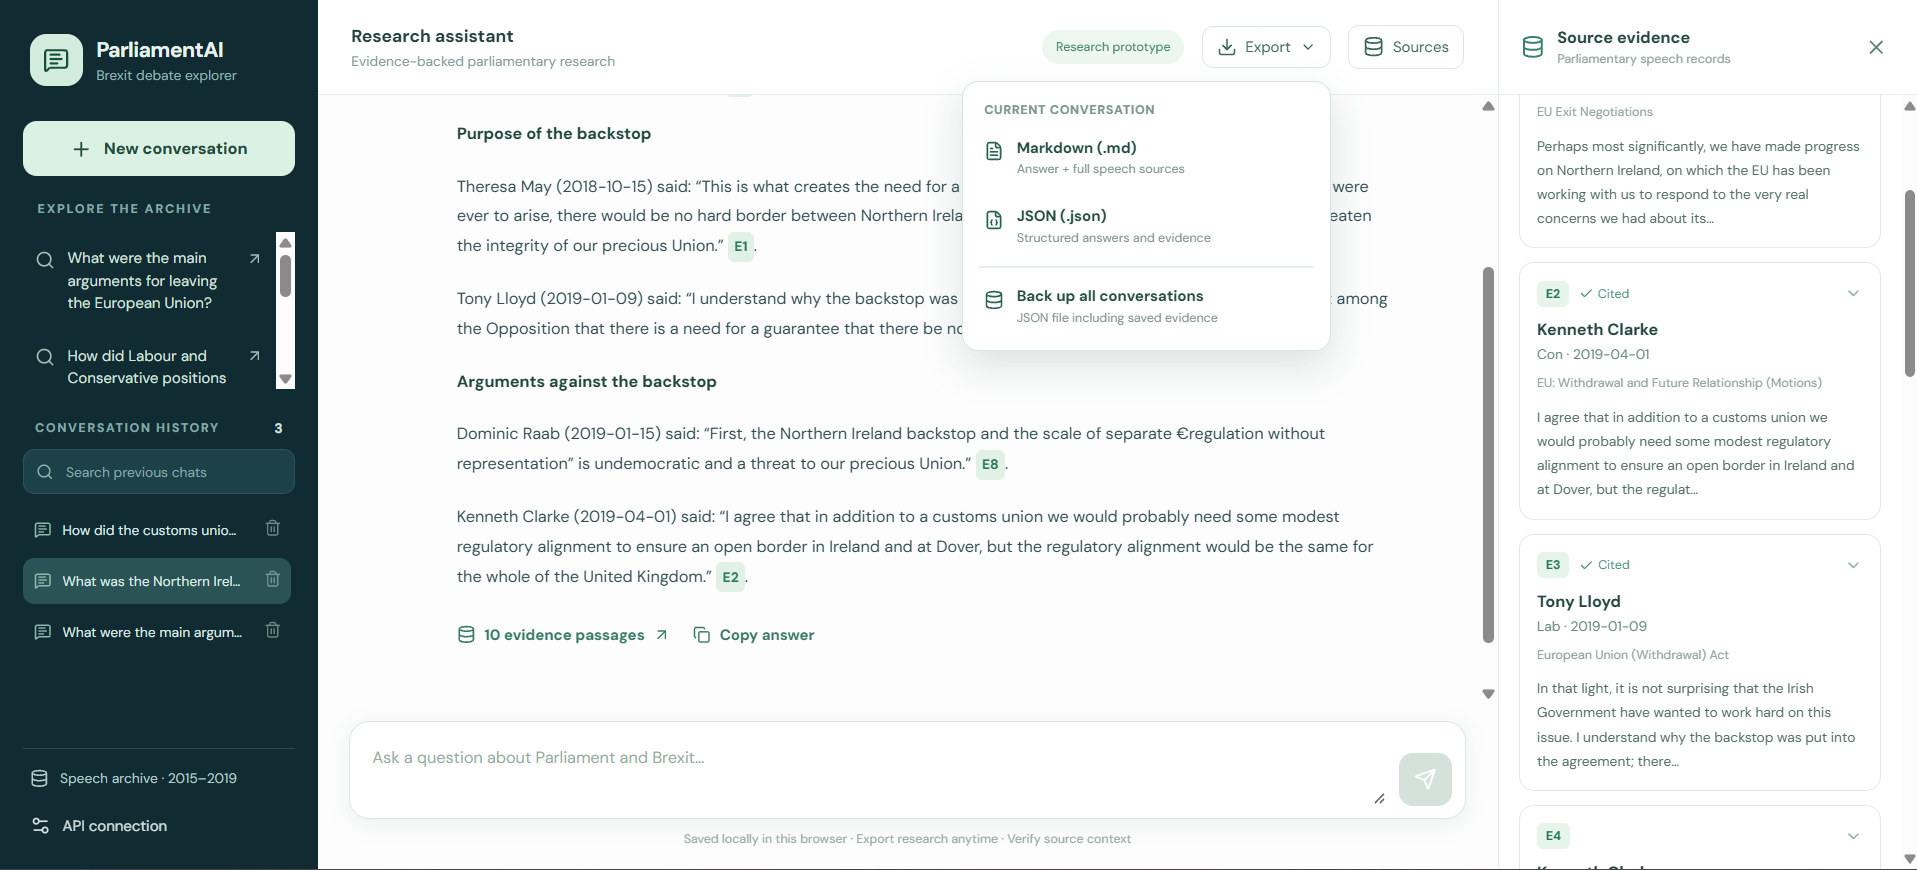 ParliamentAI
Brexit debate explorer
New conversation
EXPLORE THE ARCHIVE
What were the main
arguments for leaving
the European Union?
How did Labour and
Conservative positions
CONVERSATION HISTORY 3
Search previous chats
How did the customs unio...
What was the Northern Irel...
What were the main argum...
Speech archive · 2015–2019
API connection
Research assistant
Evidence-backed parliamentary research
Research prototype
Export
Sources
CURRENT CONVERSATION
Markdown (.md)
Answer + full speech sources
JSON (.json)
Structured answers and evidence
Back up all conversations
JSON file including saved evidence
Purpose of the backstop
Theresa May (2018-10-15) said: “This is what creates the need for a were
ever to arise, there would be no hard border between Northern
the integrity of our precious Union.” E1.
Tony Lloyd (2019-01-09) said: “I understand why the backstop was among
the Opposition that there is a need for a guarantee that there be
Arguments against the backstop
Dominic Raab (2019-01-15) said: “First, the Northern Ireland backstop and the scale of separate €regulation without
representation” is undemocratic and a threat to our precious Union.” E8.
Kenneth Clarke (2019-04-01) said: “I agree that in addition to a customs union we would probably need some modest
regulatory alignment to ensure an open border in Ireland and at Dover, but the regulatory alignment would be the same for
the whole of the United Kingdom.” E2.
10 evidence passages
Copy answer
Ask a question about Parliament and Brexit...
Saved locally in this browser · Export research anytime · Verify source context
Source evidence
Parliamentary speech records
EU Exit Negotiations
Perhaps most significantly, we have made progress
on Northern Ireland, on which the EU has been
working with us to respond to the very real
concerns we had about its...
E2 Cited
Kenneth Clarke
Con · 2019-04-01
EU: Withdrawal and Future Relationship (Motions)
I agree that in addition to a customs union we
would probably need some modest regulatory
alignment to ensure an open border in Ireland and
at Dover, but the regulat...
E3 Cited
Tony Lloyd
Lab · 2019-01-09
European Union (Withdrawal) Act
In that light, it is not surprising that the Irish
Government have wanted to work hard on this
issue. I understand why the backstop was put into
the agreement; there...
E4